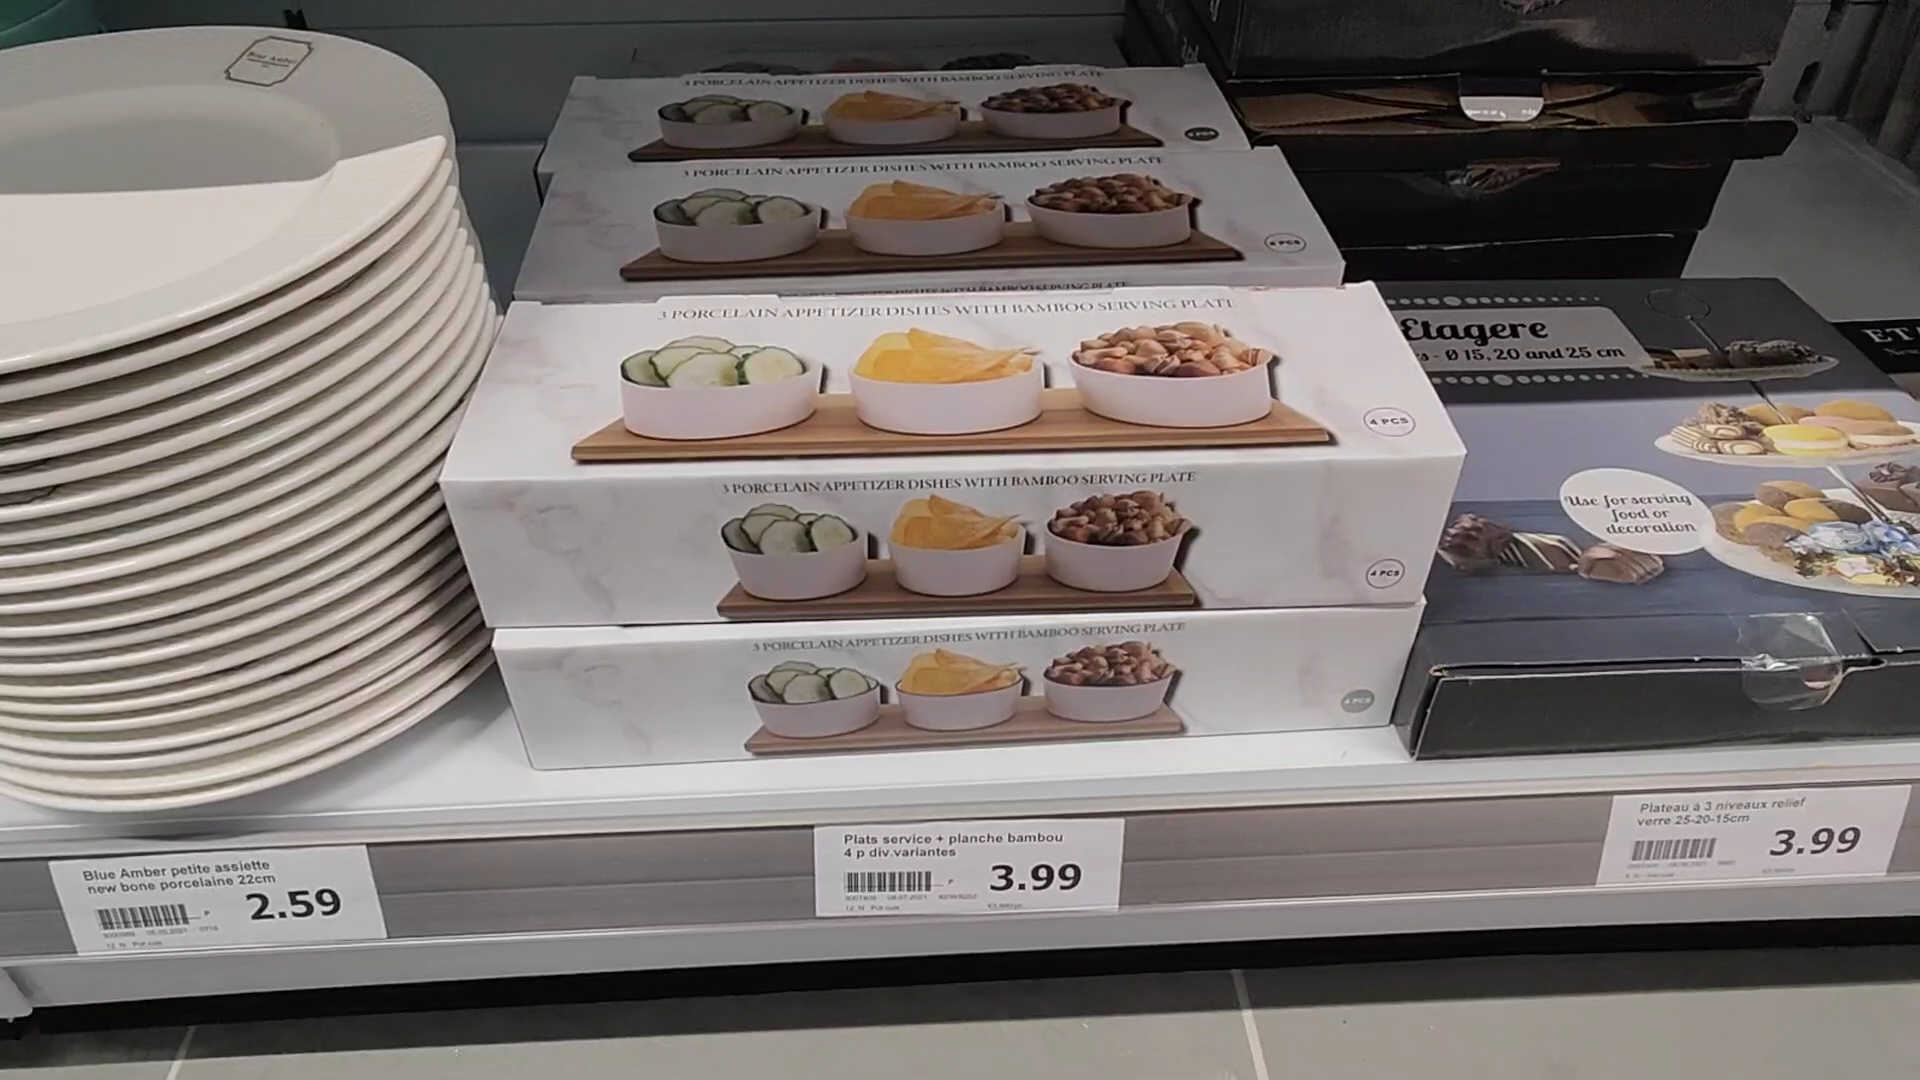 Blue Amber
3 PORCELAIN APPETIZER DISHES WITH BAMBOO SERVING PLATE
4 PCS
3 PORCELAIN APPETIZER DISHES WITH BAMBOO SERVING PLATE
4 PCS
3 PORCELAIN APPETIZER DISHES WITH BAMBOO SERVING PLATE
4 PCS
3 PORCELAIN APPETIZER DISHES WITH BAMBOO SERVING PLATE
4 PCS
3 PORCELAIN APPETIZER DISHES WITH BAMBOO SERVING PLATE
4 PCS
Etagere
Ø 15, 20 and 25 cm
Use for serving
food or
decoration
Blue Amber petite assiette
new bone porcelaine 22cm
2.59
Plats service + planche bambou
4 p div.variantes
3.99
Plateau à 3 niveaux relief
verre 25-20-15cm
3.99